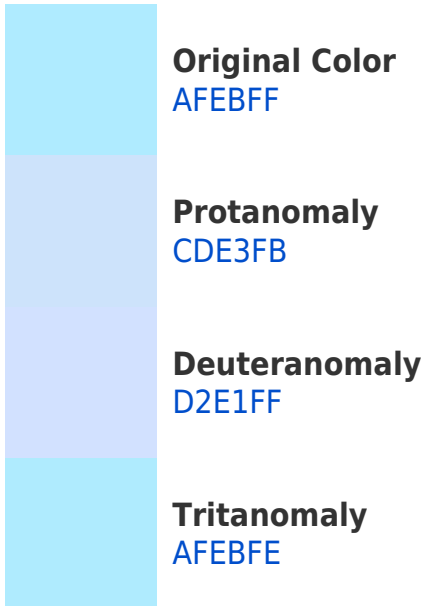 Original Color
AFEBFF
Protanomaly
CDE3FB
Deuteranomaly
D2E1FF
Tritanomaly
AFEBFE